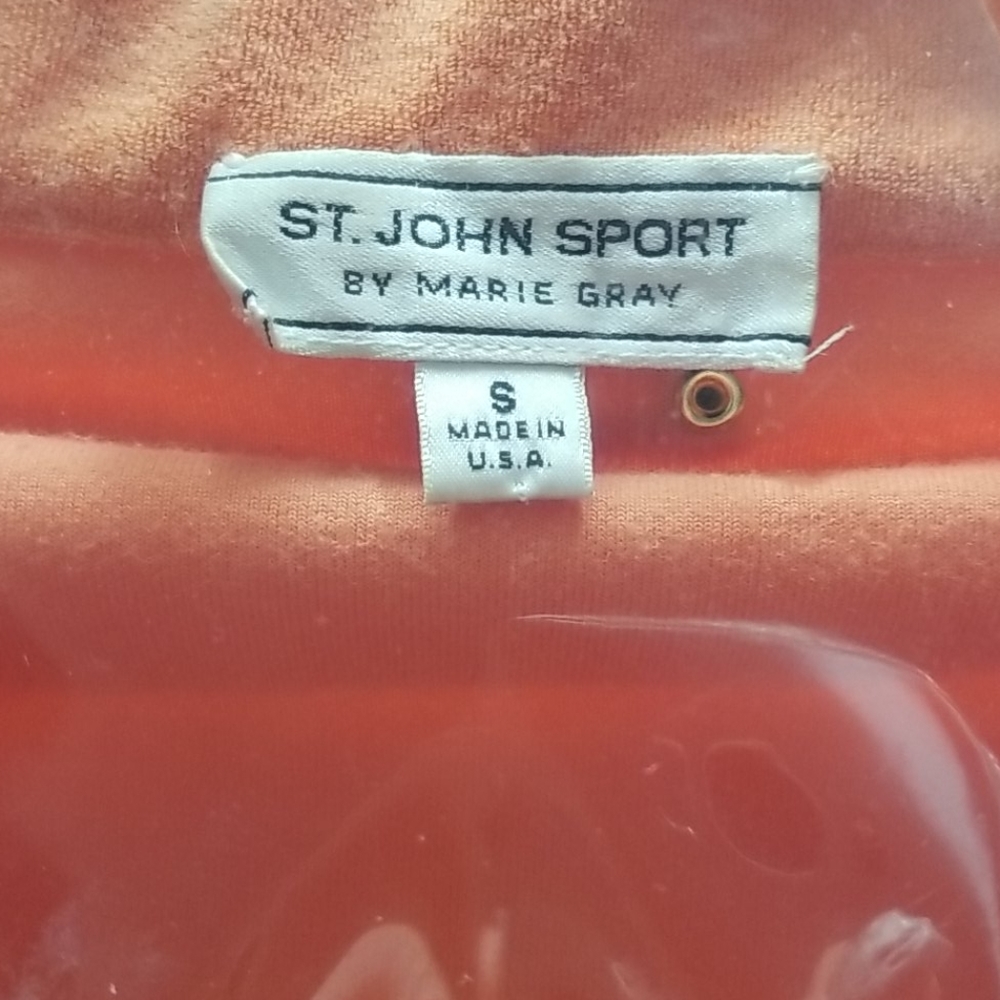 ST. JOHN SPORT
BY MARIE GRAY
S
MADE IN
U.S.A.